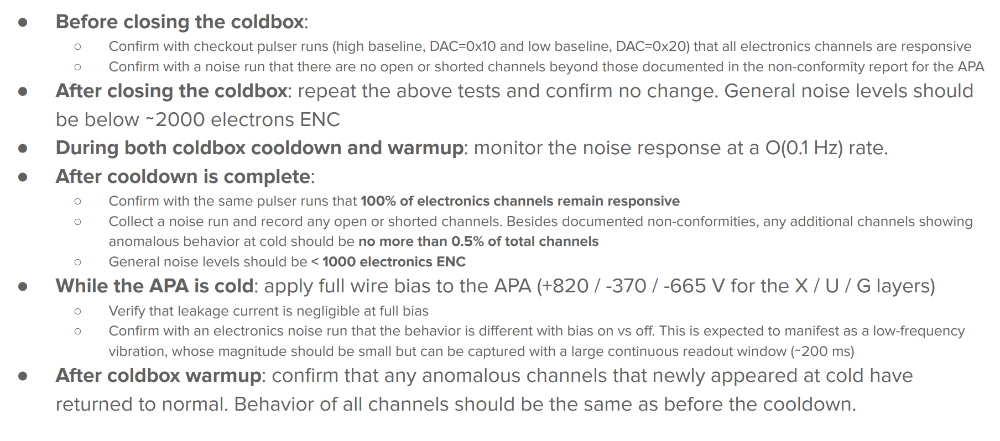 ● Before closing the coldbox:
○ Confirm with checkout pulser runs (high baseline, DAC=0x10 and low baseline, DAC=0x20) that all electronics channels are responsive
○ Confirm with a noise run that there are no open or shorted channels beyond those documented in the non-conformity report for the APA
● After closing the coldbox: repeat the above tests and confirm no change. General noise levels should
be below ~2000 electrons ENC
● During both coldbox cooldown and warmup: monitor the noise response at a O(0.1 Hz) rate.
● After cooldown is complete:
○ Confirm with the same pulser runs that 100% of electronics channels remain responsive
○ Collect a noise run and record any open or shorted channels. Besides documented non-conformities, any additional channels showing
anomalous behavior at cold should be no more than 0.5% of total channels
○ General noise levels should be < 1000 electronics ENC
● While the APA is cold: apply full wire bias to the APA (+820 / -370 / -665 V for the X / U / G layers)
○ Verify that leakage current is negligible at full bias
○ Confirm with an electronics noise run that the behavior is different with bias on vs off. This is expected to manifest as a low-frequency
vibration, whose magnitude should be small but can be captured with a large continuous readout window (~200 ms)
● After coldbox warmup: confirm that any anomalous channels that newly appeared at cold have
returned to normal. Behavior of all channels should be the same as before the cooldown.